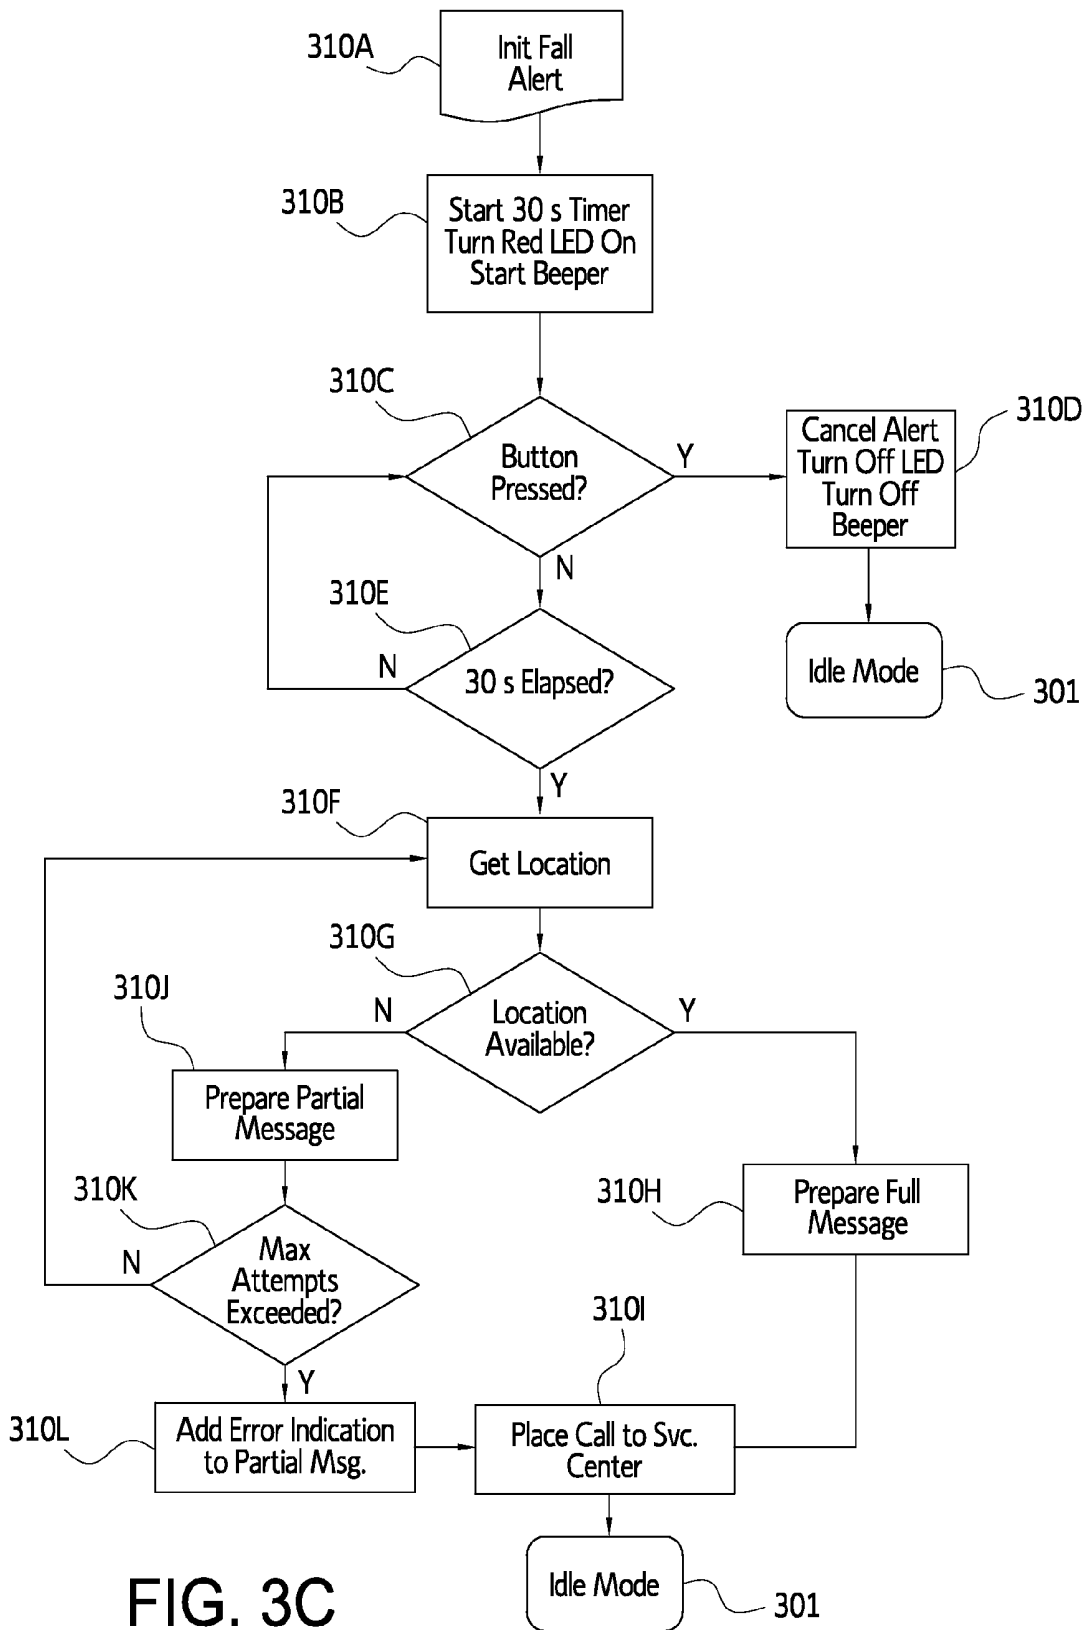 310A
Init Fall
Alert
310B
Start 30 s Timer
Turn Red LED On
Start Beeper
310C
Button
Pressed?
Y
N
310D
Cancel Alert
Turn Off LED
Turn Off
Beeper
Idle Mode
301
310E
30 s Elapsed?
N
Y
310F
Get Location
310G
Location
Available?
N
Y
310J
Prepare Partial
Message
310K
Max
Attempts
Exceeded?
N
Y
310H
Prepare Full
Message
310L
Add Error Indication
to Partial Msg.
310I
Place Call to Svc.
Center
Idle Mode
301
FIG. 3C